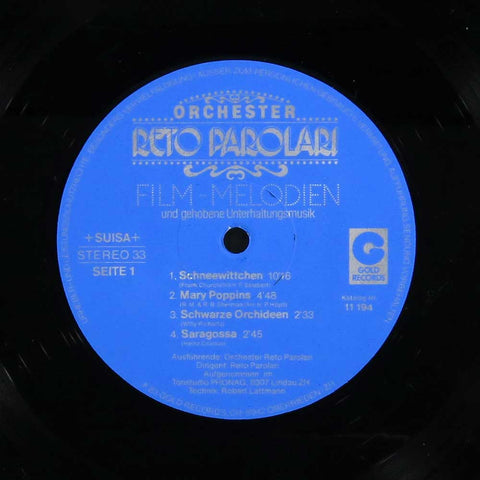 ORCHESTER
RETO PAROLARI
FILM-MELODIEN
und gehobene Unterhaltungsmusik
+SUISA+
STEREO 33
SEITE 1
G
GOLD
RECORDS
Katalog-Nr.
11 194
1. Schneewittchen 10'16
2. Mary Poppins 4'48
3. Schwarze Orchideen 2'33
4. Saragossa 2'45
Ausführende: Orchester Reto Parolari
Dirigent: Reto Parolari
Aufgenommen im
Tonstudio PHONAG, 8307 Lindau ZH
Technik: Robert Lattmann